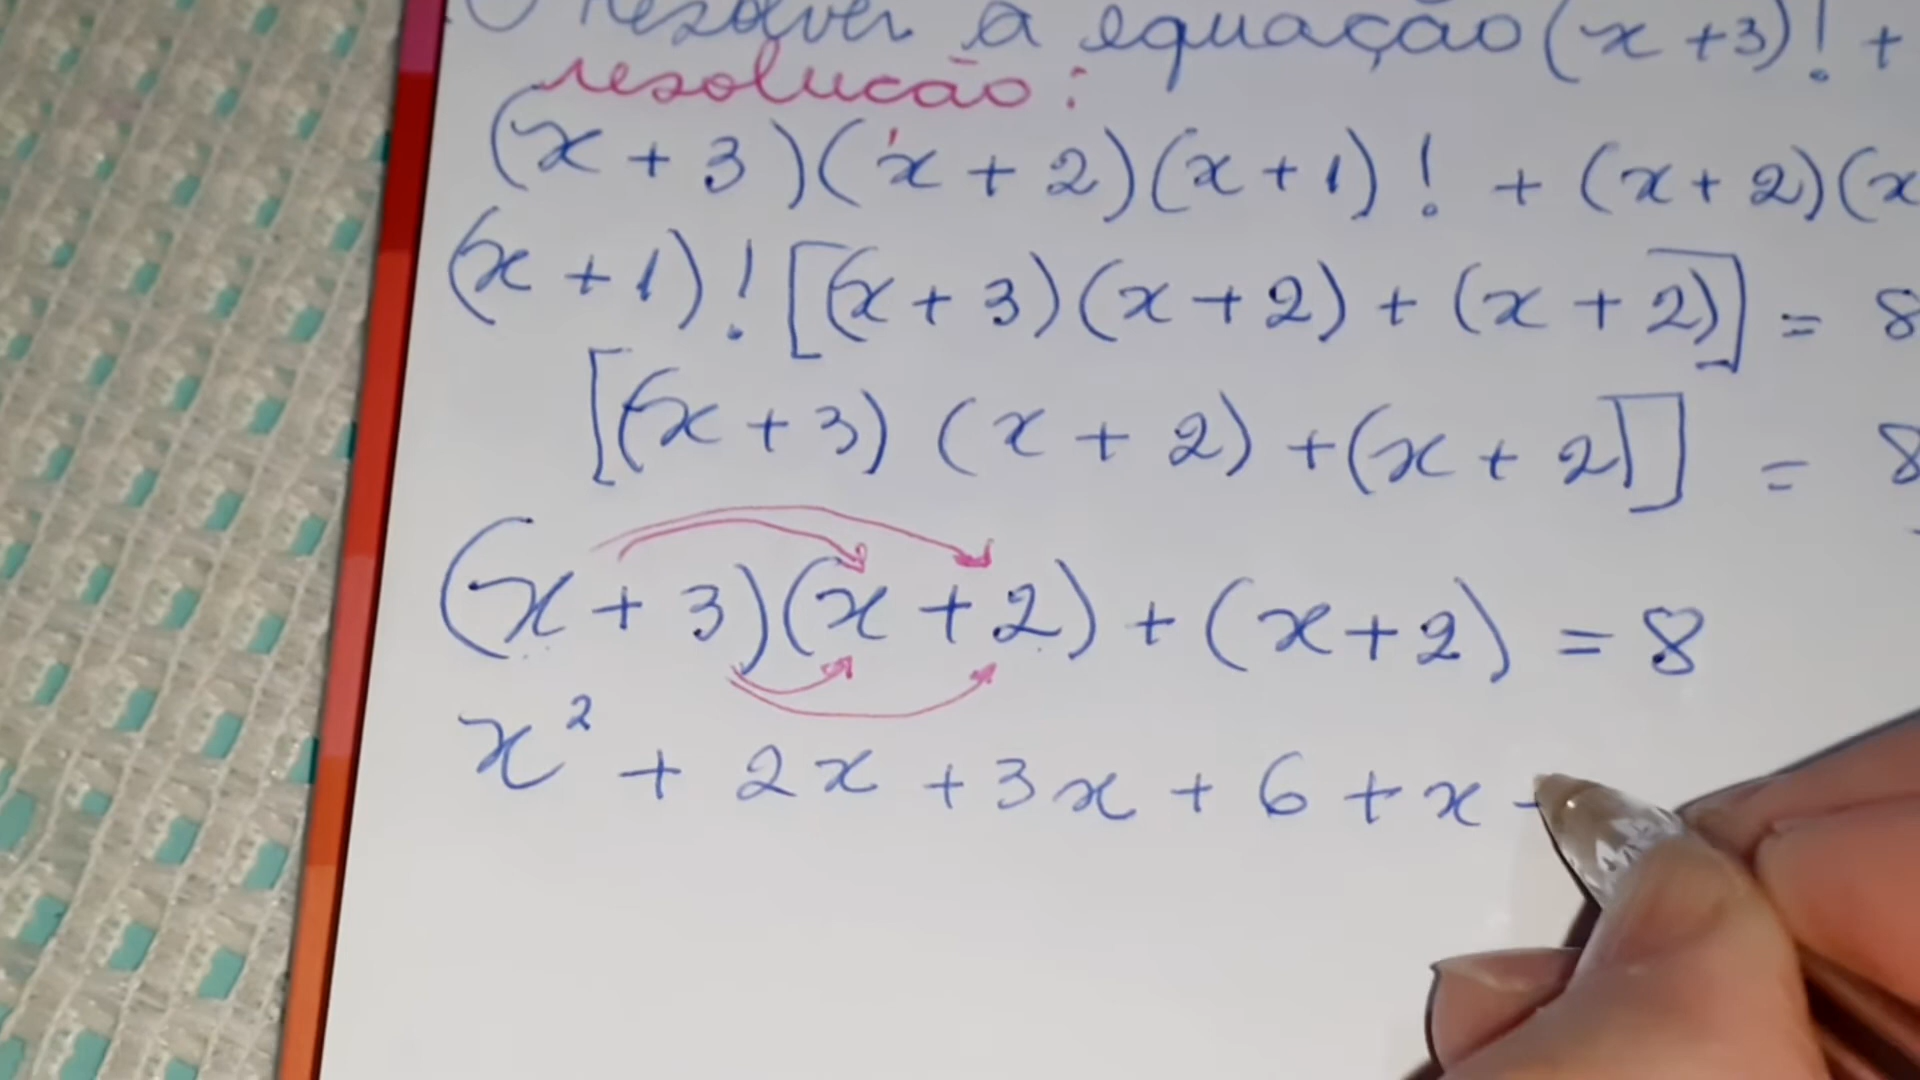 resolver a equação (x+3)! +
resolucão:
(x + 3)(x + 2)(x+1)! + (x+2)(x
(x + 1)! [(x+3)(x+2) + (x+2)] = 8
[(x+3) (x + 2) + (x + 2)] = 8
(x + 3)(x + 2) + (x+2) = 8
x² + 2x + 3x + 6 + x -